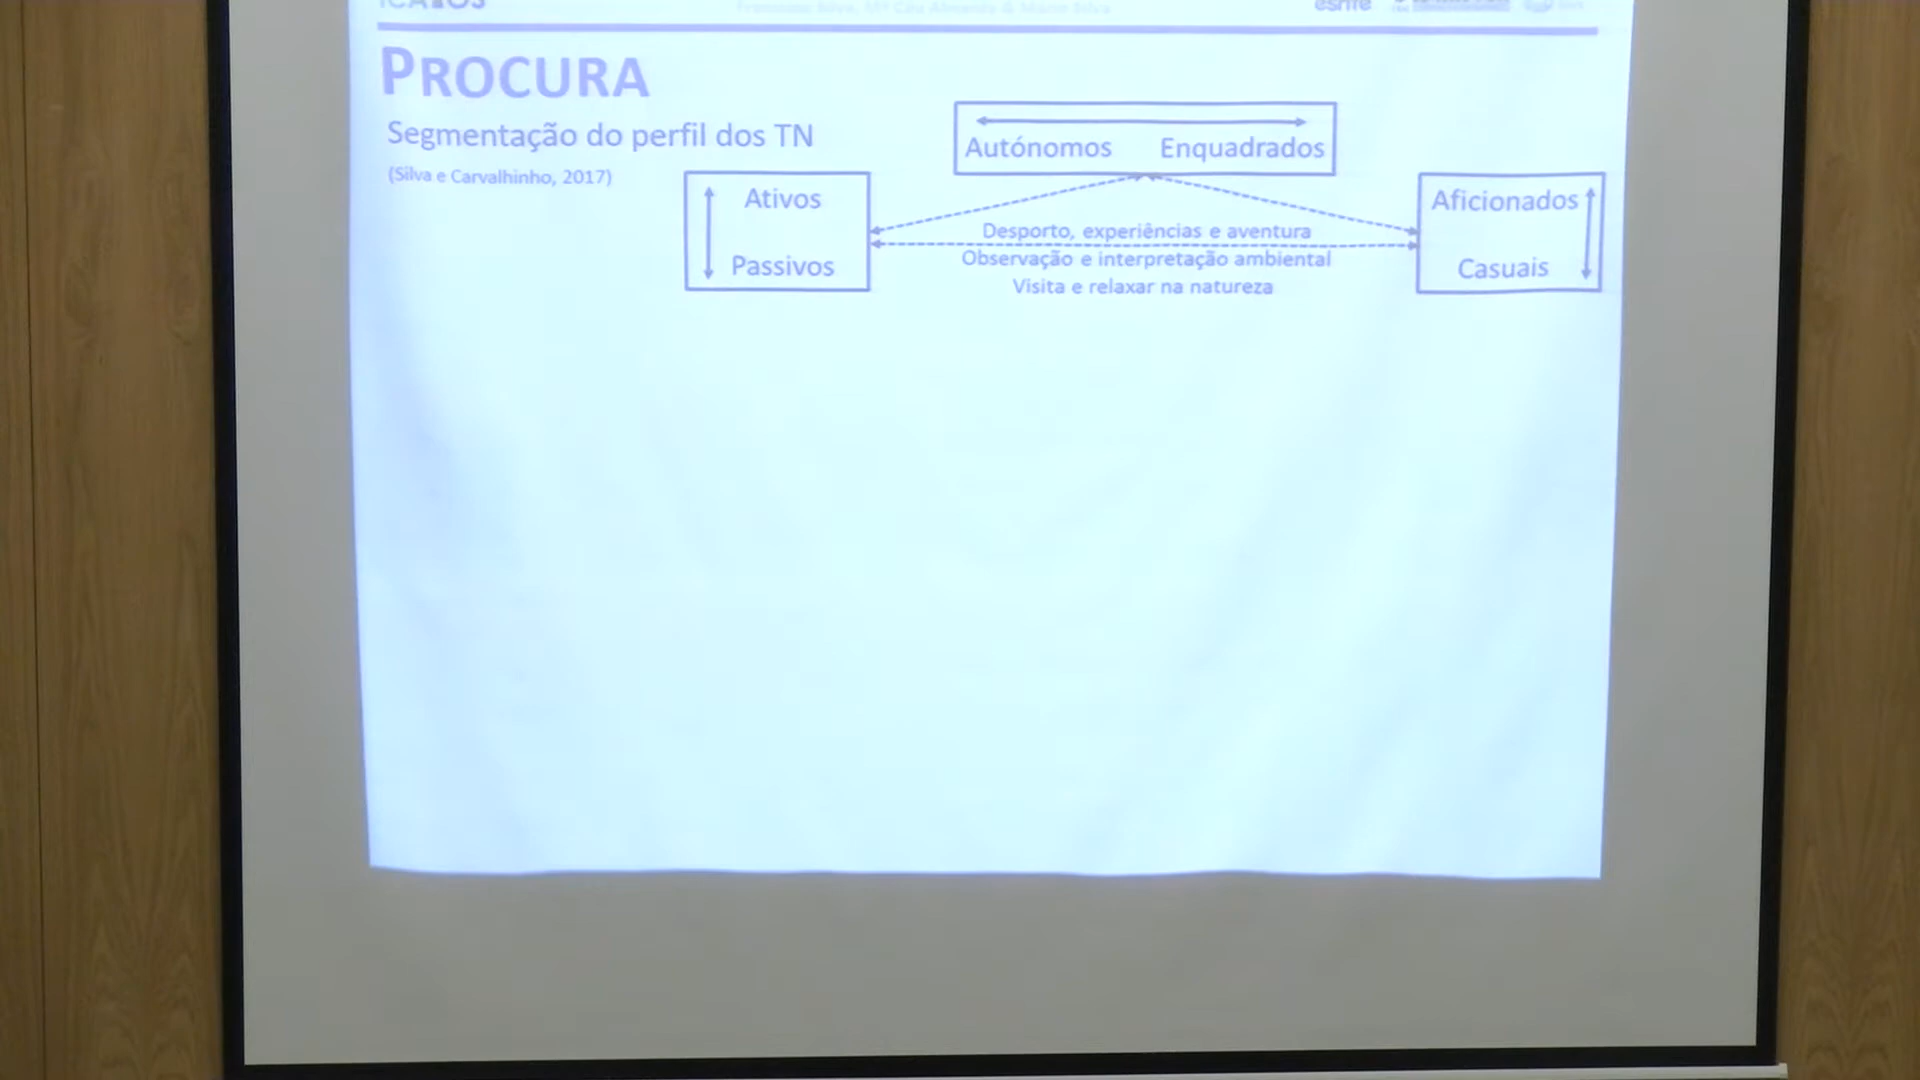 PROCURA
Segmentação do perfil dos TN
(Silva e Carvalhinho, 2017)
Autónomos Enquadrados
Ativos
Passivos
Aficionados
Casuais
Desporto, experiências e aventura
Observação e interpretação ambiental
Visita e relaxar na natureza